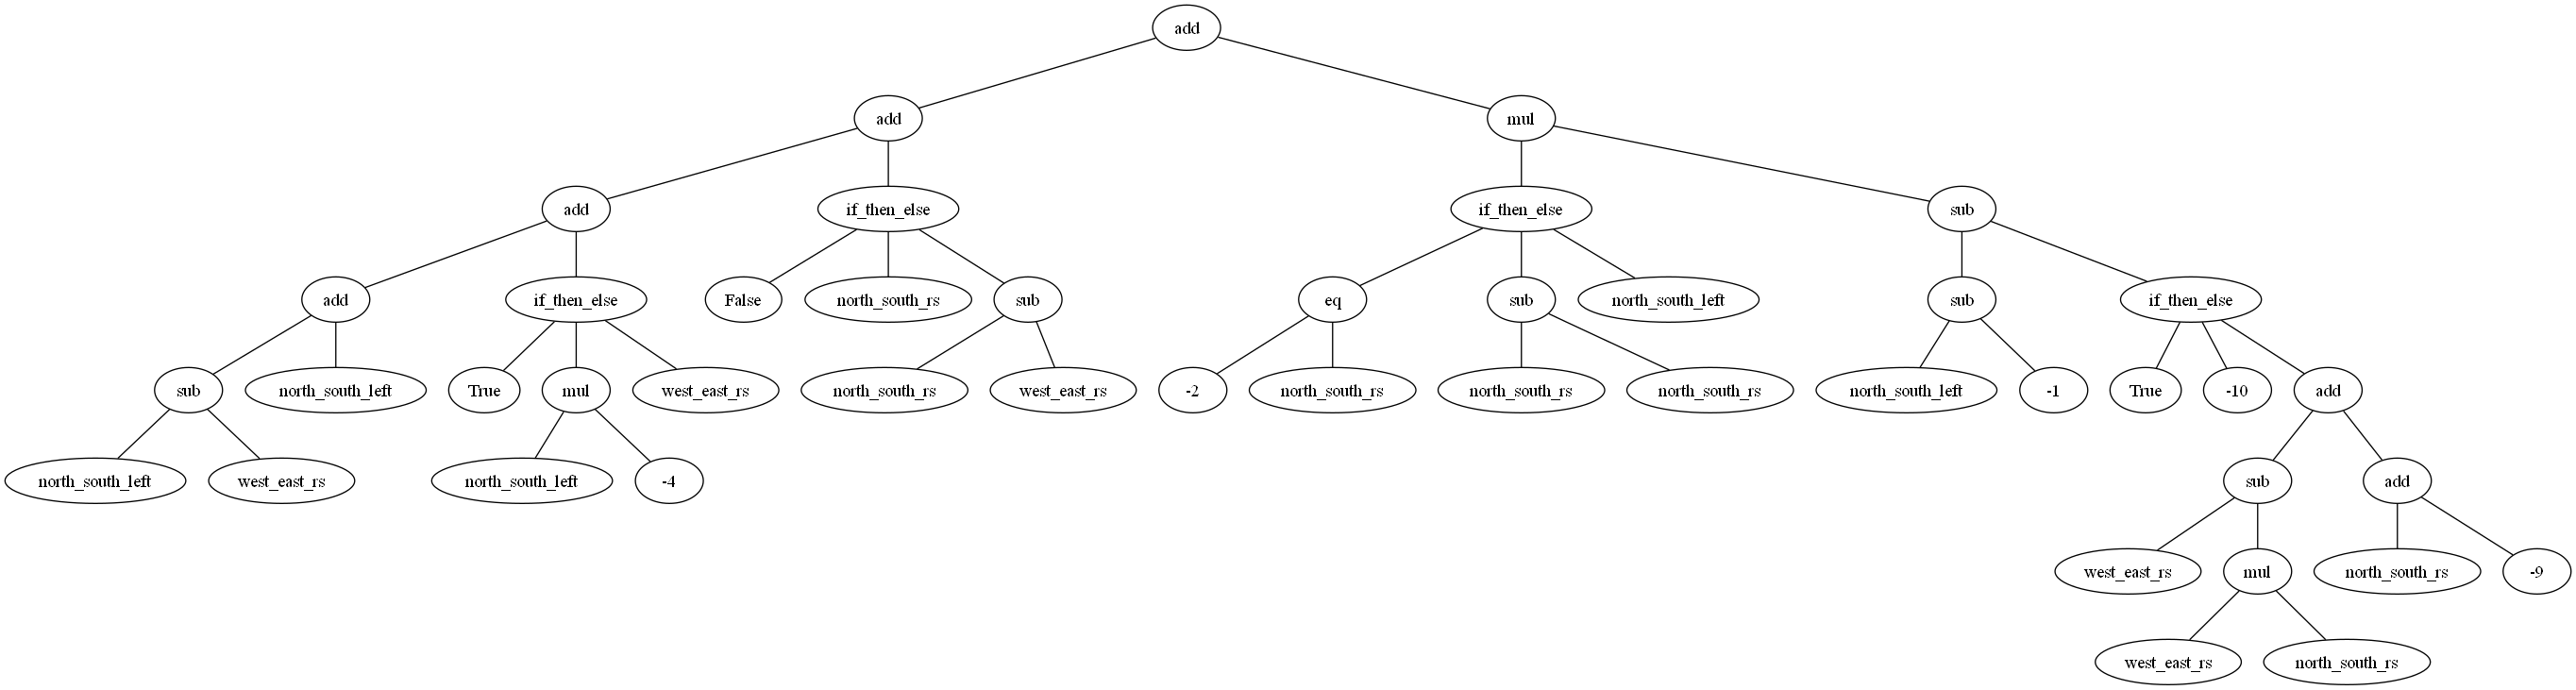 add
add
mul
add
if_then_else
if_then_else
sub
add
if_then_else
False
north_south_rs
sub
eq
sub
north_south_left
sub
if_then_else
sub
north_south_left
True
mul
west_east_rs
north_south_rs
west_east_rs
-2
north_south_rs
north_south_rs
north_south_rs
north_south_left
-1
True
-10
add
north_south_left
west_east_rs
north_south_left
-4
sub
add
west_east_rs
mul
north_south_rs
-9
west_east_rs
north_south_rs